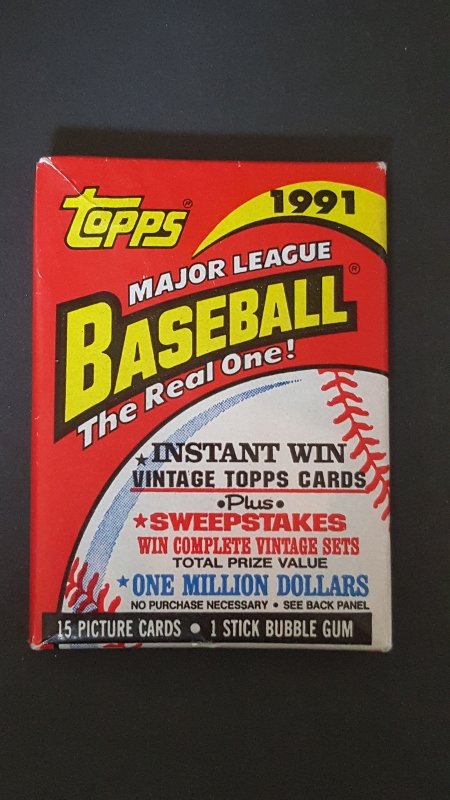 Topps®
1991
MAJOR LEAGUE
BASEBALL®
The Real One!
★INSTANT WIN
VINTAGE TOPPS CARDS
•Plus•
★SWEEPSTAKES
WIN COMPLETE VINTAGE SETS
TOTAL PRIZE VALUE
★ONE MILLION DOLLARS
NO PURCHASE NECESSARY • SEE BACK PANEL
15 PICTURE CARDS • 1 STICK BUBBLE GUM